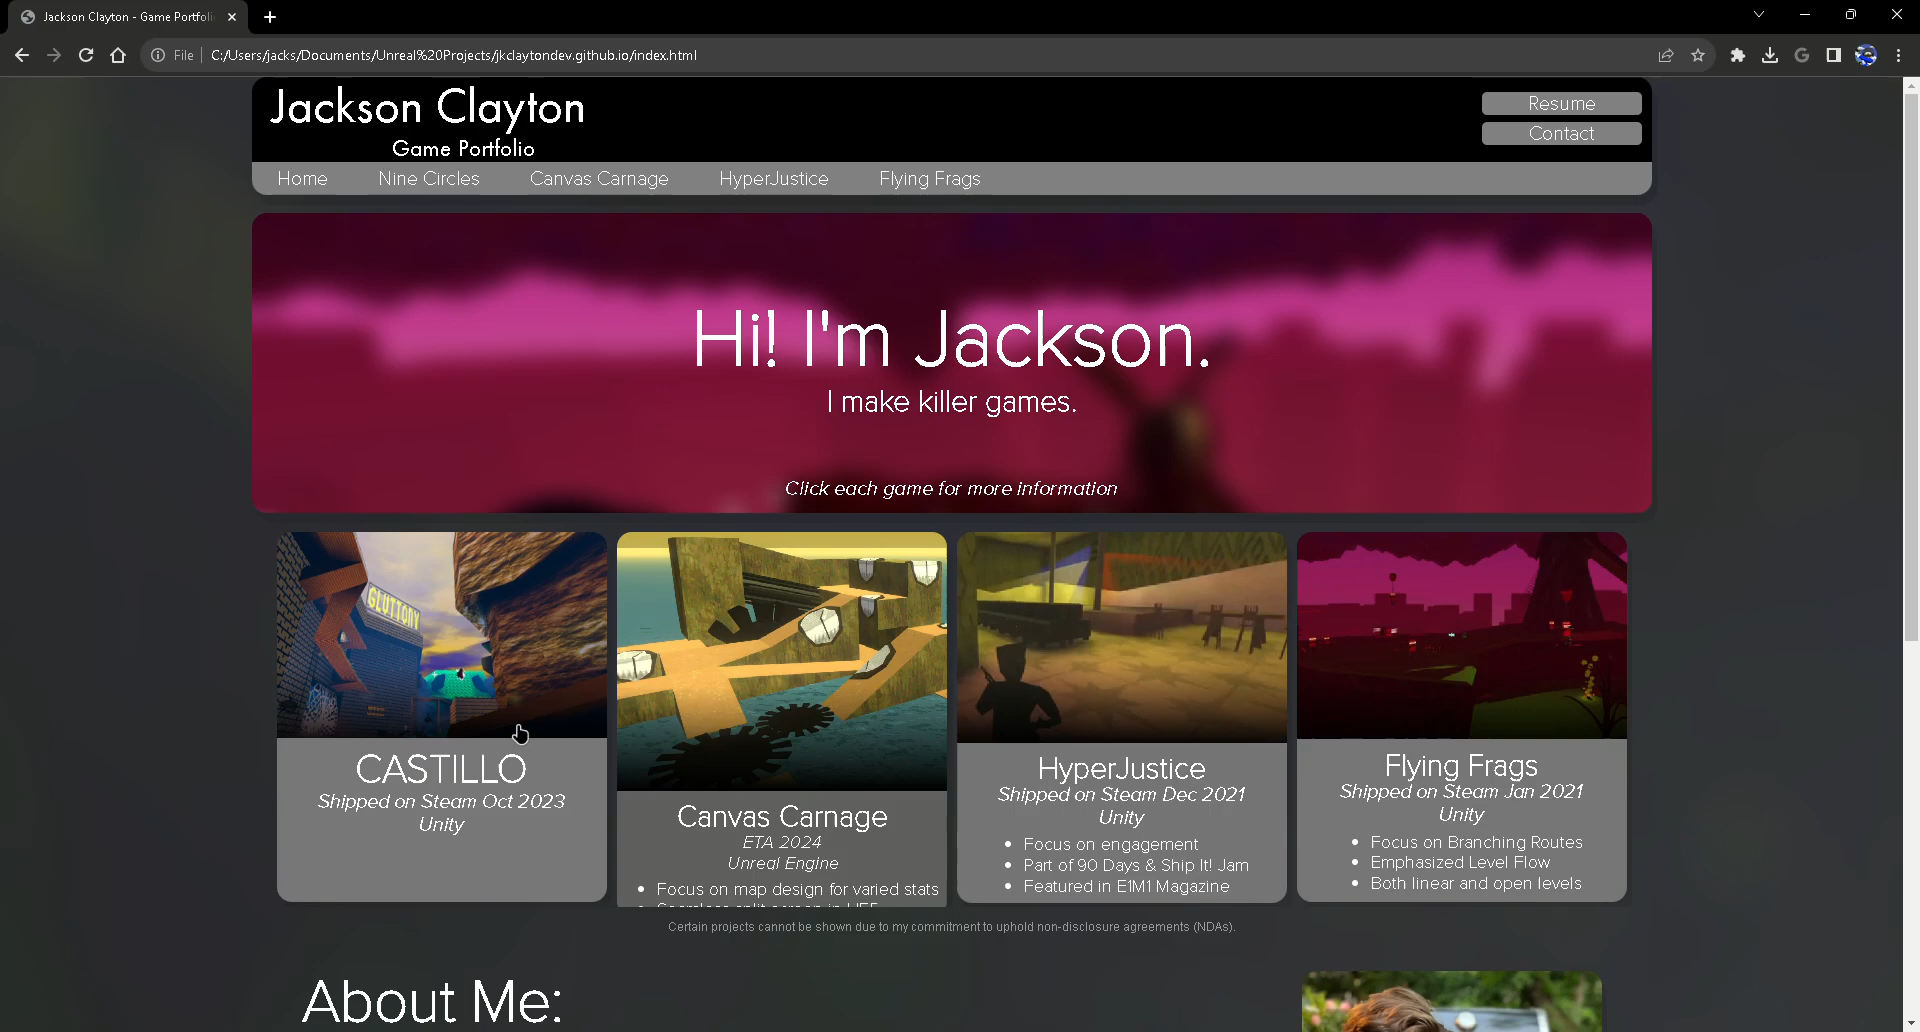 Jackson Clayton - Game Portfoli
File
C:/Users/jacks/Documents/Unreal%20Projects/jkclaytondev.github.io/index.html
Jackson Clayton
Game Portfolio
Resume
Contact
Home
Nine Circles
Canvas Carnage
HyperJustice
Flying Frags
Hi! I'm Jackson.
I make killer games.
Click each game for more information
GLUTTONY
CASTILLO
Shipped on Steam Oct 2023
Unity
Canvas Carnage
ETA 2024
Unreal Engine
• Focus on map design for varied stats
HyperJustice
Shipped on Steam Dec 2021
Unity
• Focus on engagement
• Part of 90 Days & Ship It! Jam
• Featured in E1M1 Magazine
Flying Frags
Shipped on Steam Jan 2021
Unity
• Focus on Branching Routes
• Emphasized Level Flow
• Both linear and open levels
Certain projects cannot be shown due to my commitment to uphold non-disclosure agreements (NDAs).
About Me: